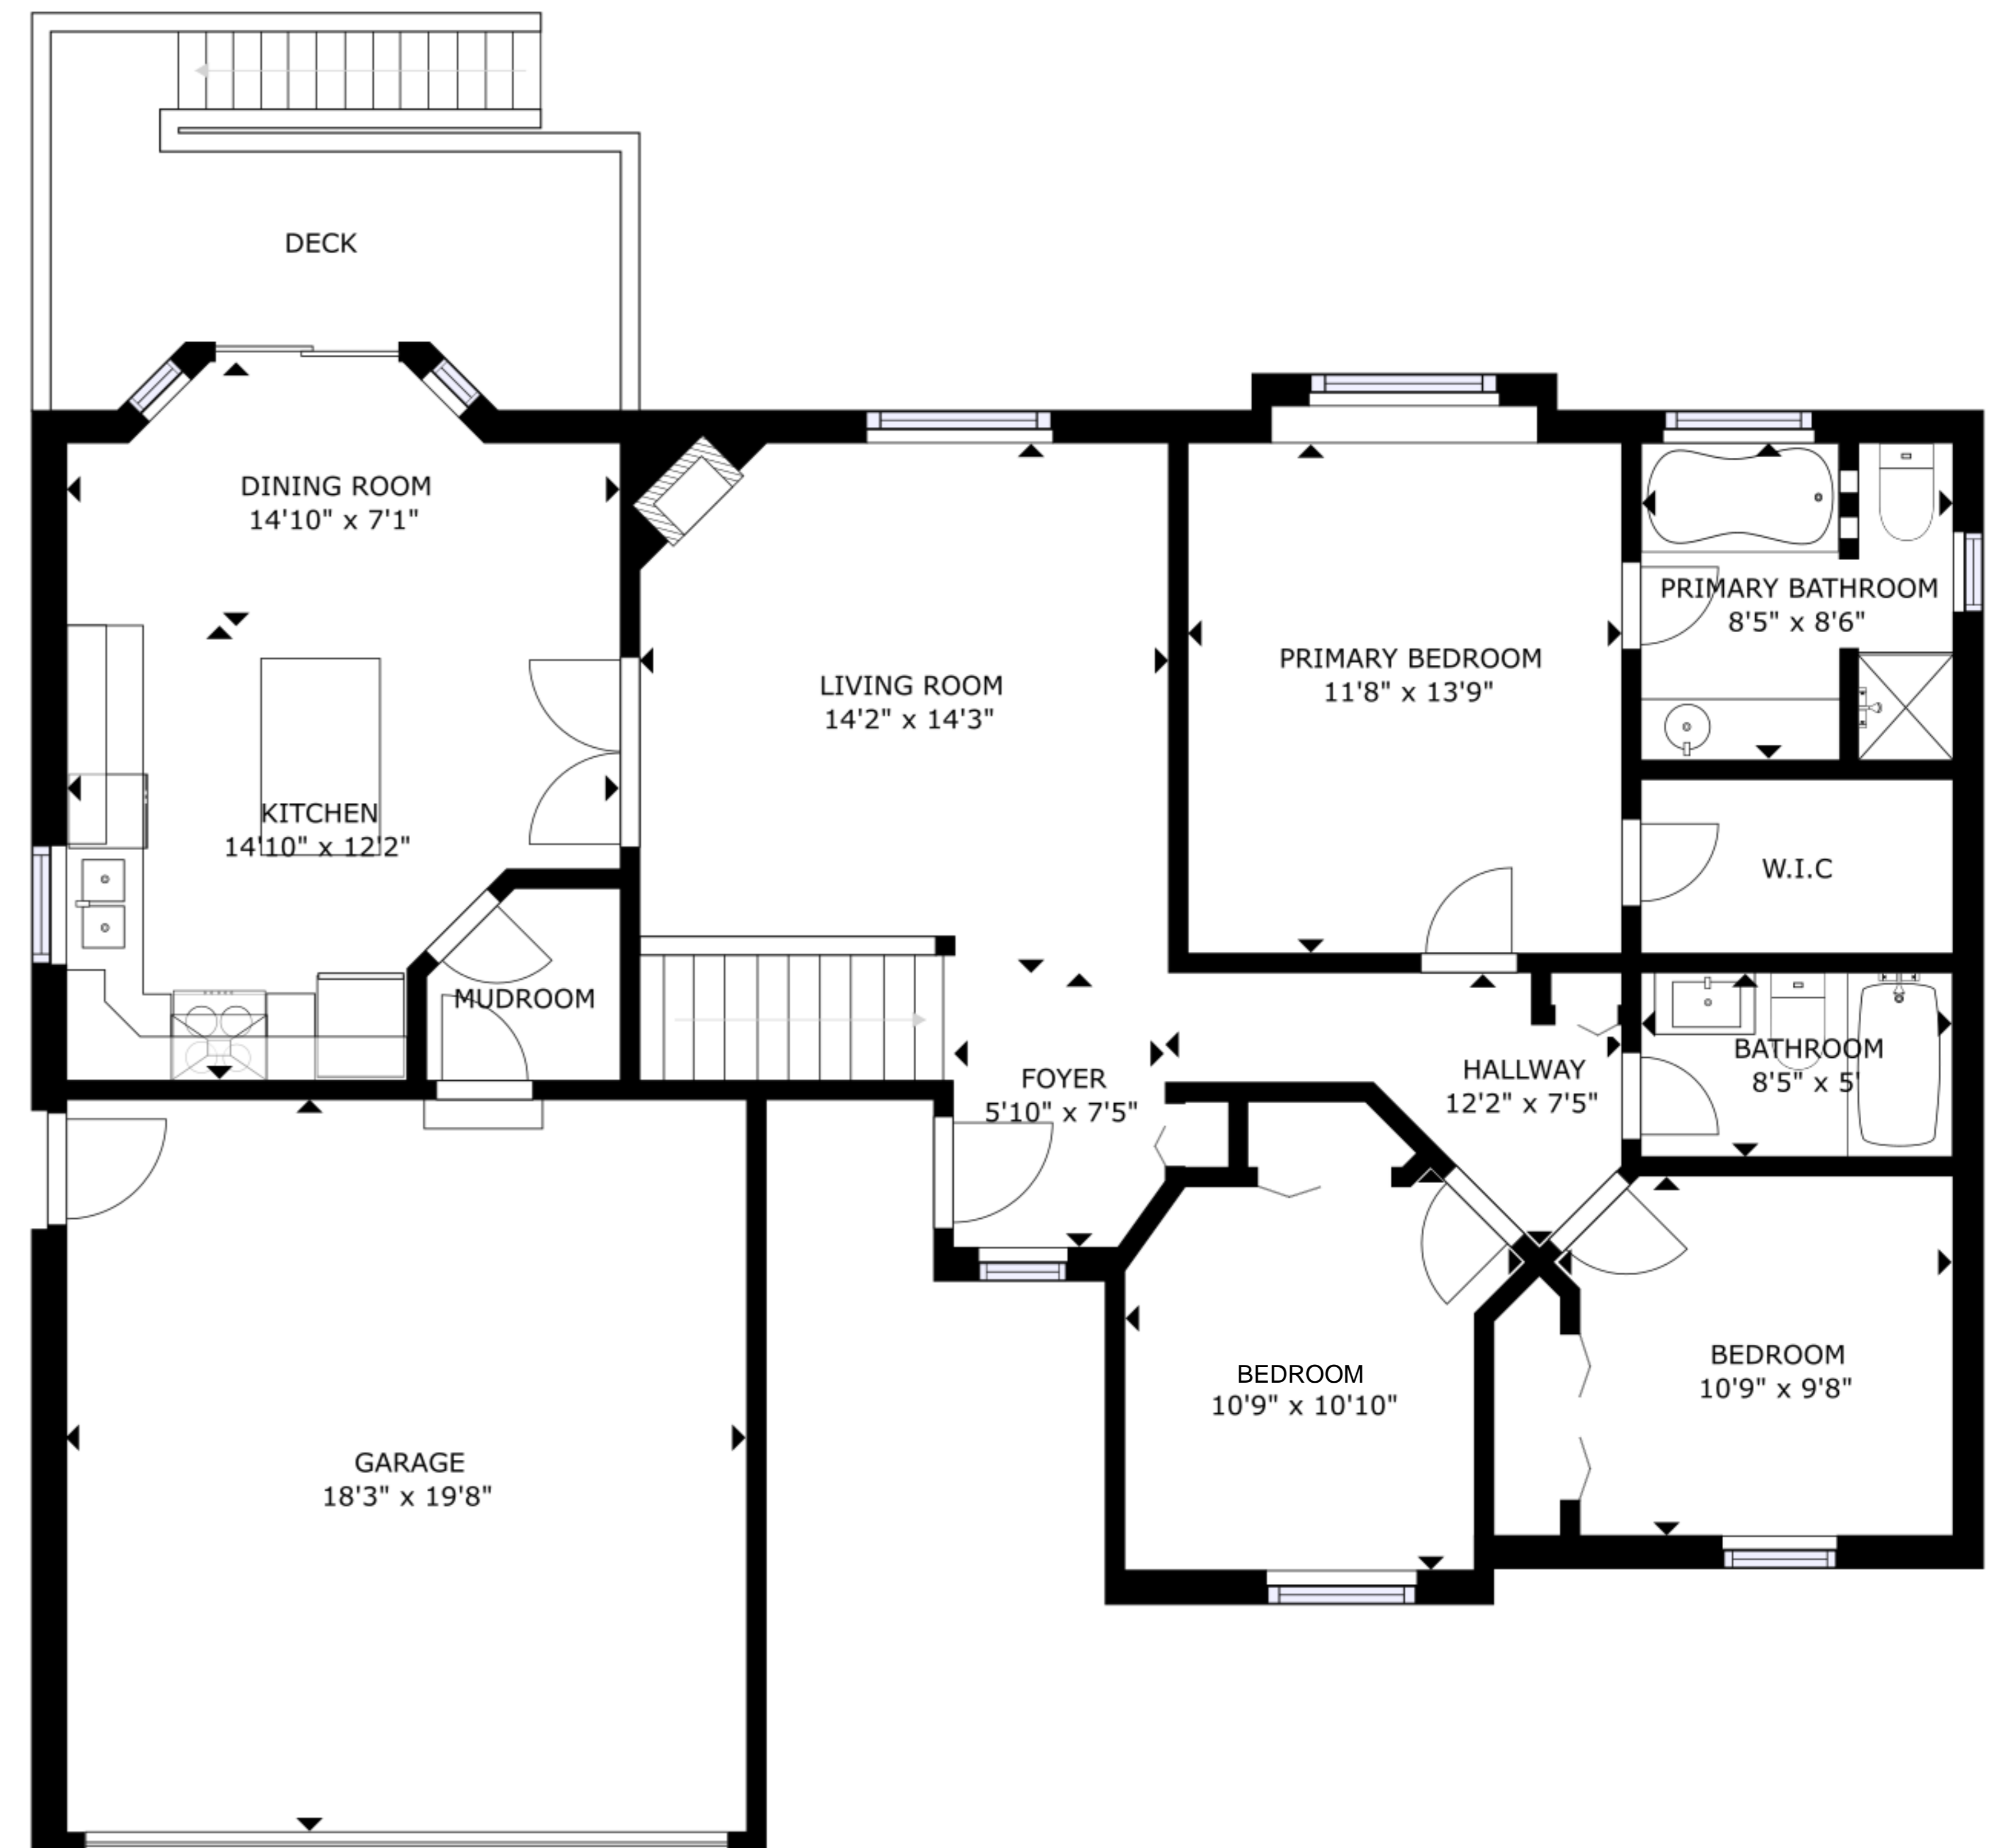 DECK
DINING ROOM
14'10" x 7'1"
PRIMARY BATHROOM
8'5" x 8'6"
LIVING ROOM
14'2" x 14'3"
PRIMARY BEDROOM
11'8" x 13'9"
KITCHEN
14'10" x 12'2"
W.I.C
MUDROOM
BATHROOM
8'5" x 5'
FOYER
5'10" x 7'5"
HALLWAY
12'2" x 7'5"
BEDROOM
10'9" x 10'10"
BEDROOM
10'9" x 9'8"
GARAGE
18'3" x 19'8"